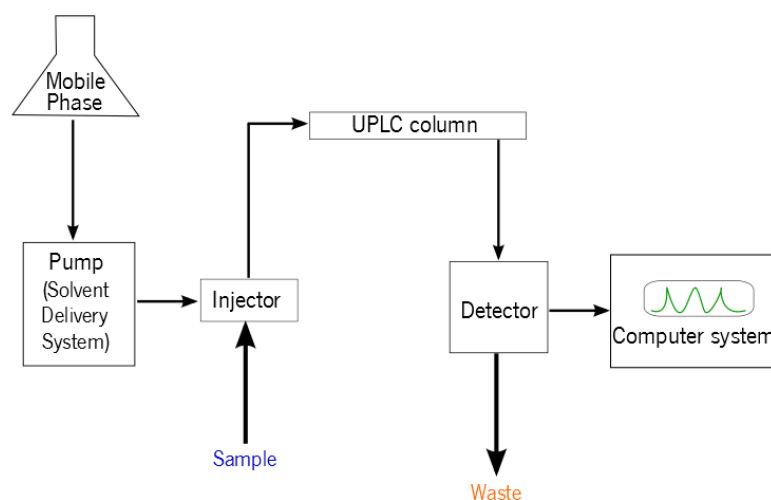 Mobile
Phase
UPLC column
Pump
(Solvent
Delivery
System)
Injector
Detector
Computer system
Sample
Waste